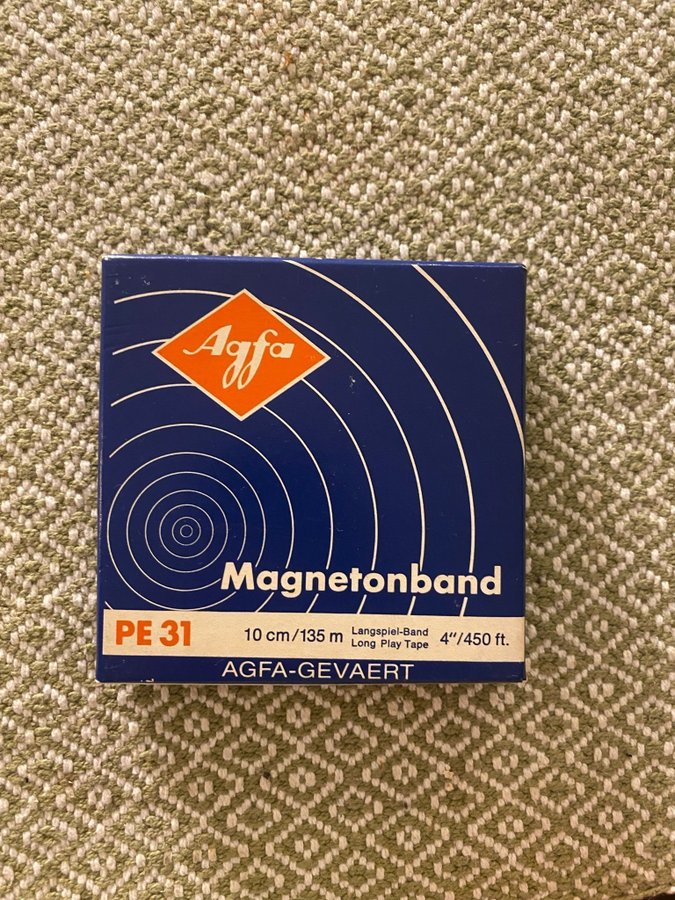 Agfa
Magnetonband
PE 31
10 cm/135 m
Langspiel-Band
Long Play Tape
4"/450 ft.
AGFA-GEVAERT